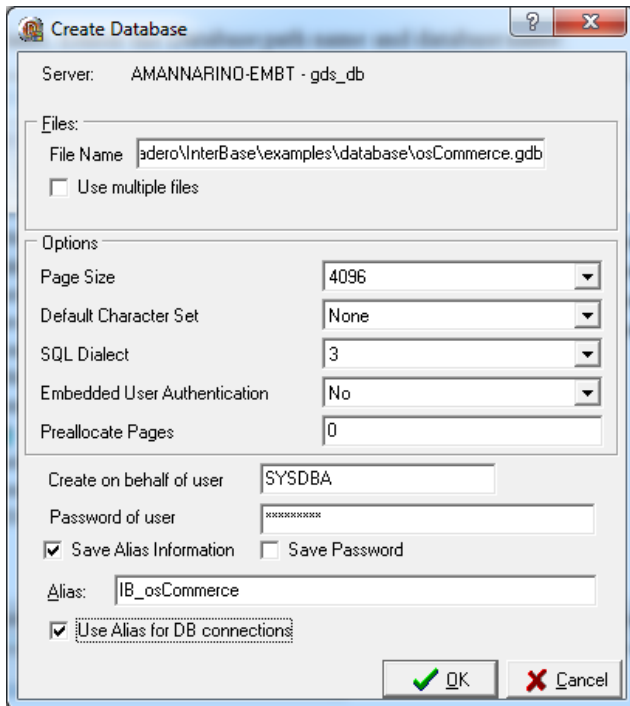 Create Database
Server: AMANNARINO-EMBT - gds_db
Files:
File Name adero\InterBase\examples\database\osCommerce.gdb
Use multiple files
Options
Page Size 4096
Default Character Set None
SQL Dialect 3
Embedded User Authentication No
Preallocate Pages 0
Create on behalf of user SYSDBA
Password of user *********
Save Alias Information Save Password
Alias: IB_osCommerce
Use Alias for DB connections
OK Cancel